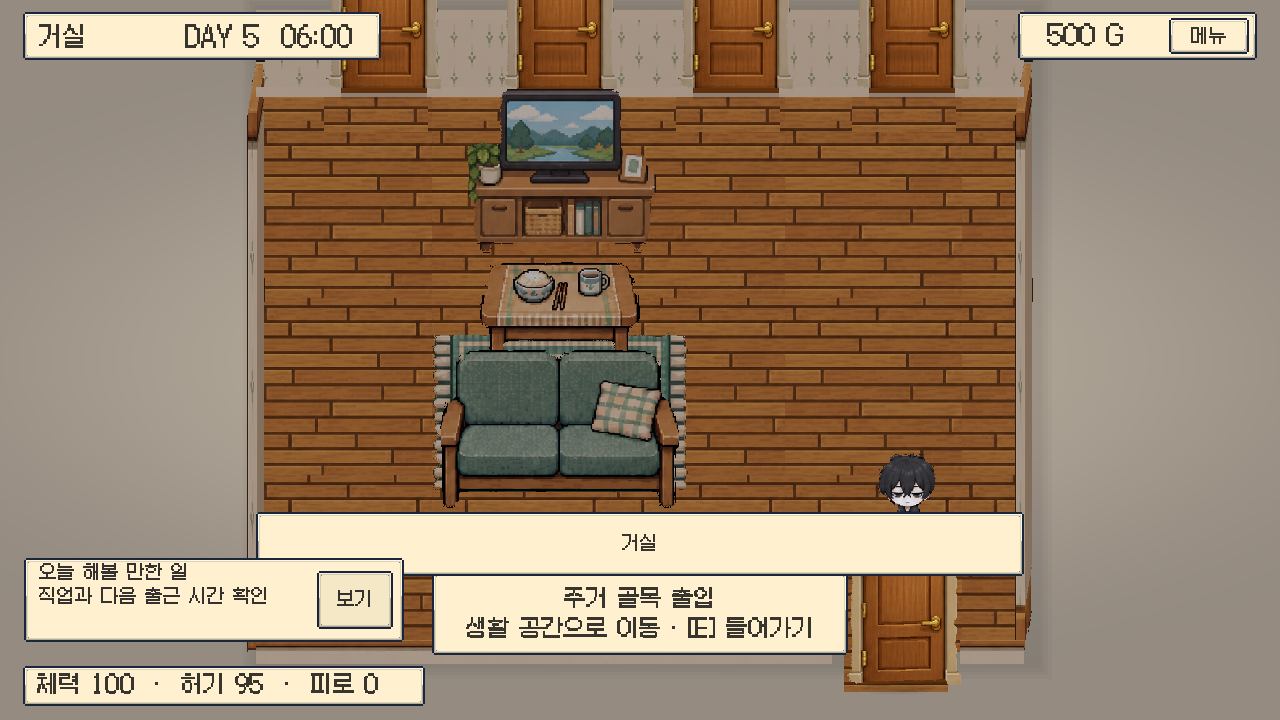 거실 DAY 5 06:00
500 G 메뉴
거실
오늘 해볼 만한 일
직업과 다음 출근 시간 확인
보기
주거 골목 출입
생활 공간으로 이동 · [E] 들어가기
체력 100 · 허기 95 · 피로 0